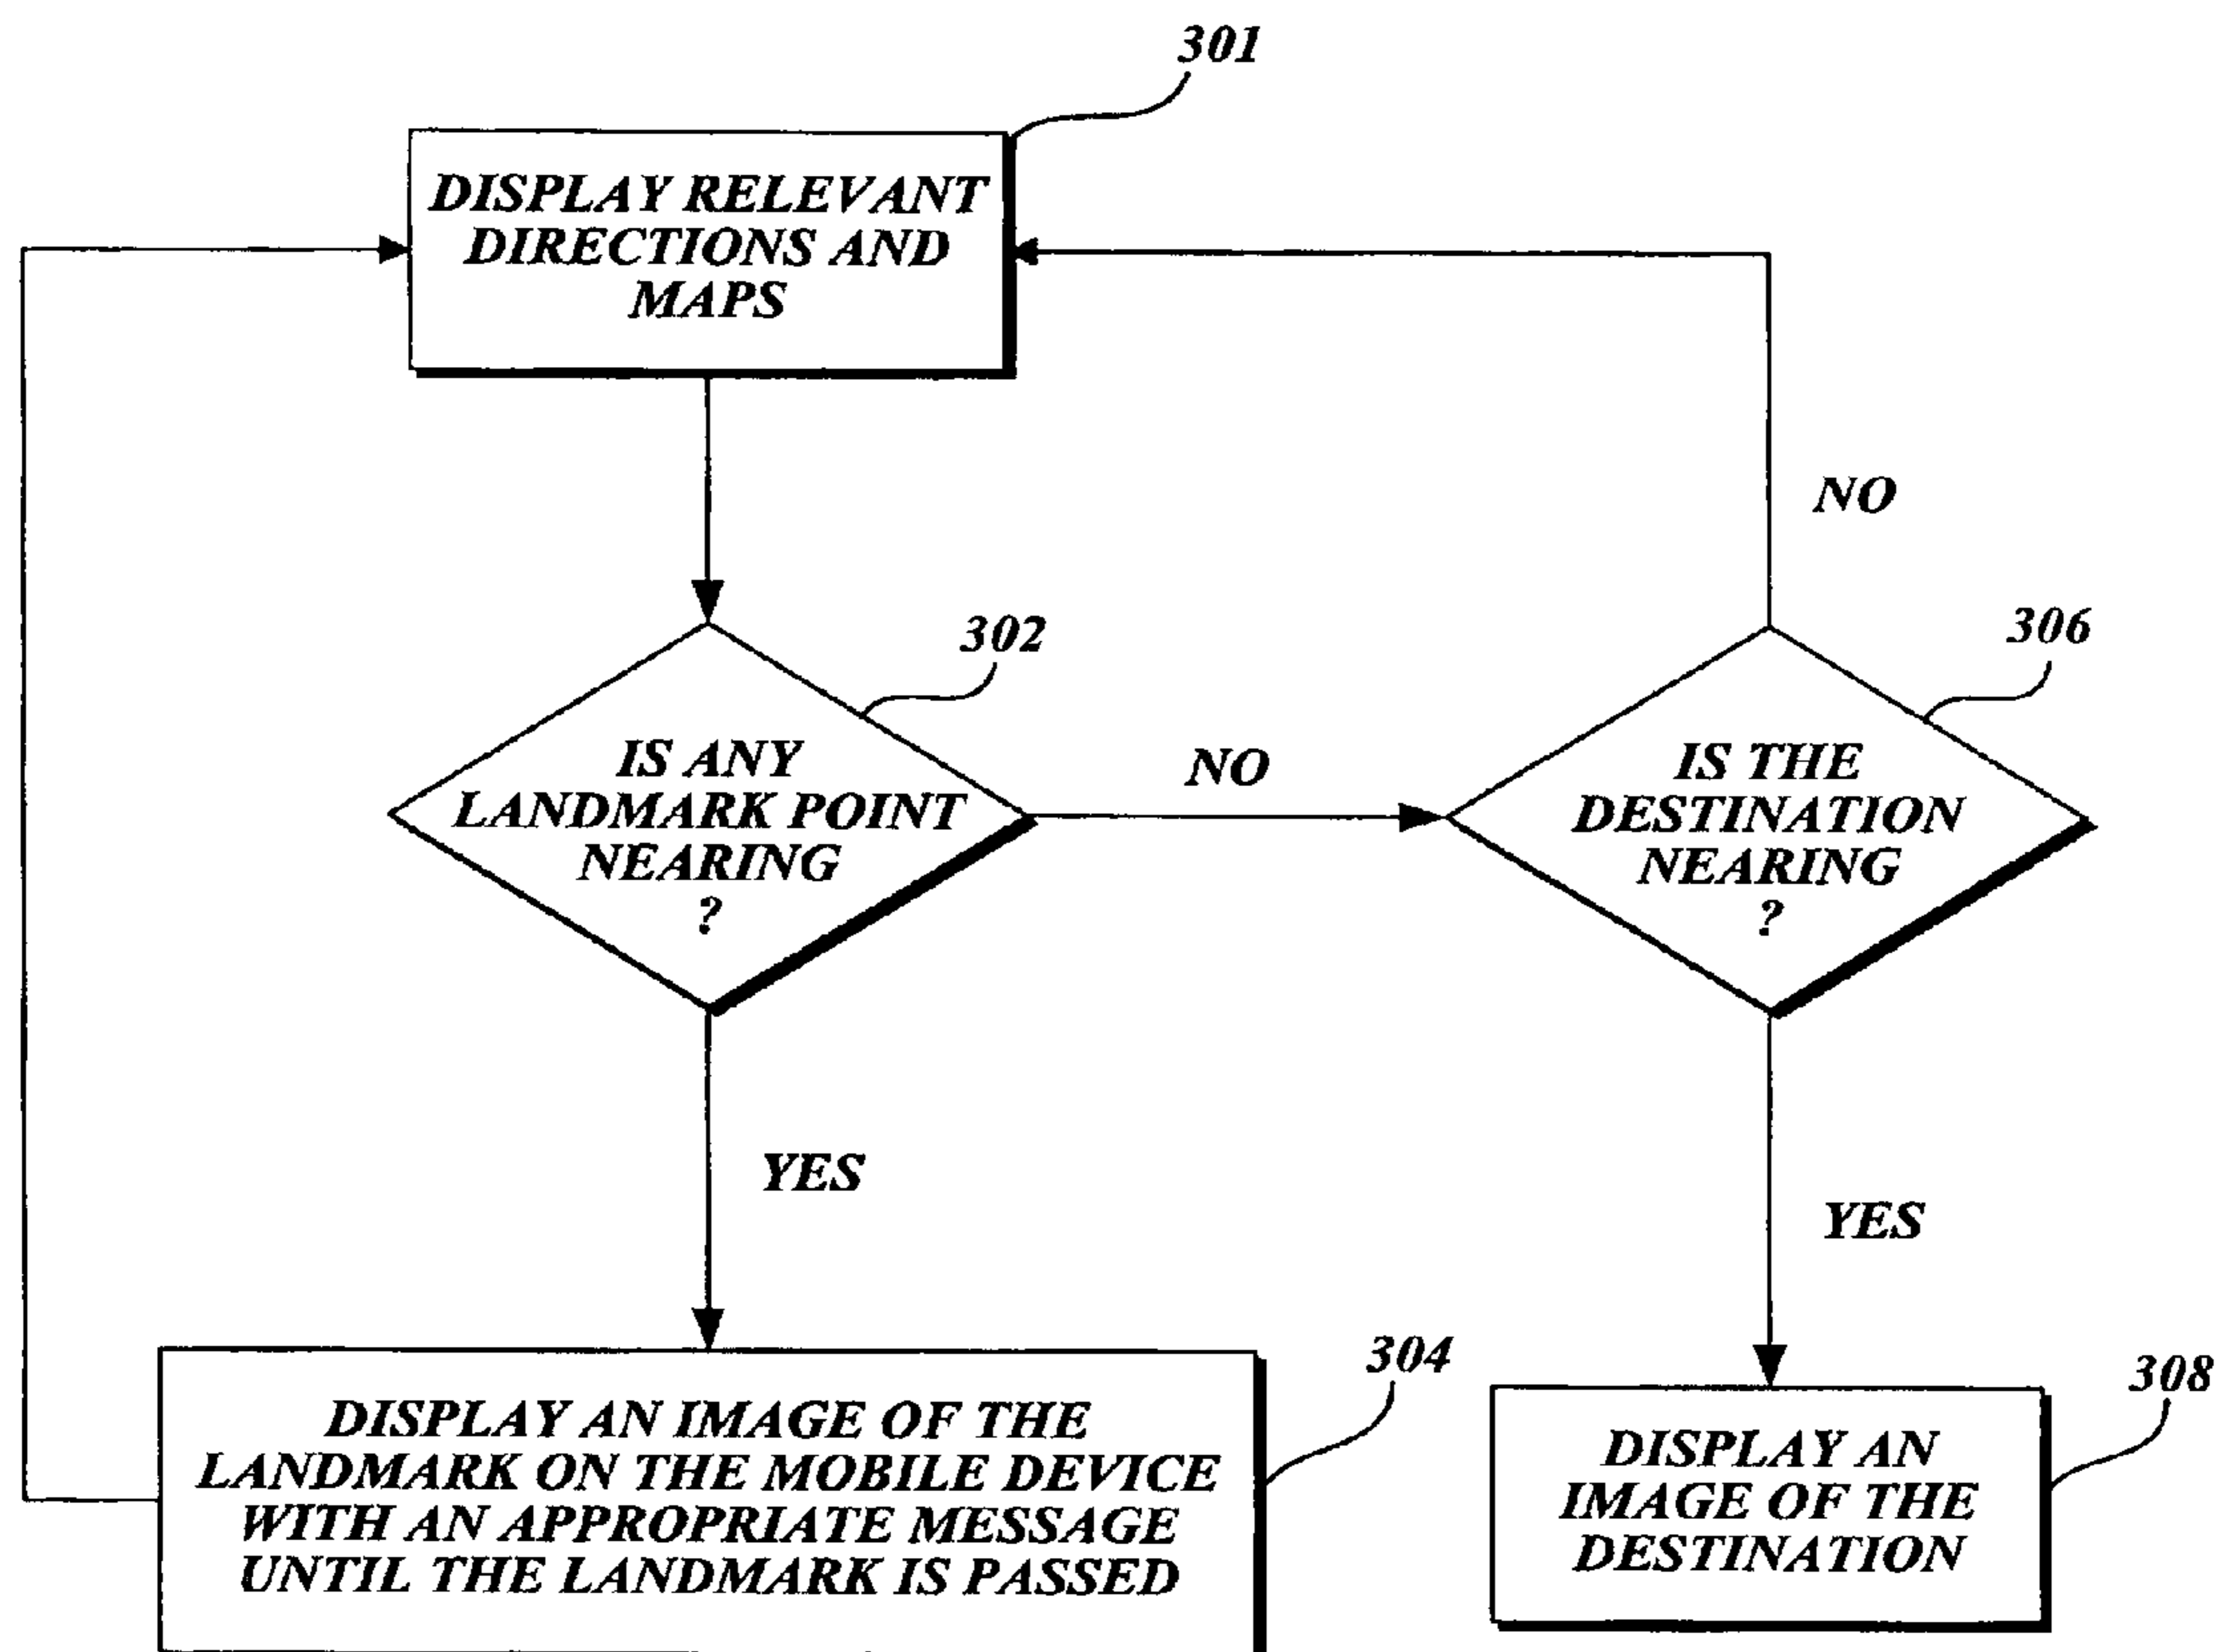 301
DISPLAY RELEVANT
DIRECTIONS AND
MAPS
NO
302
306
IS ANY
LANDMARK POINT
NEARING
?
NO
IS THE
DESTINATION
NEARING
?
YES
YES
304
308
DISPLAY AN IMAGE OF THE
LANDMARK ON THE MOBILE DEVICE
WITH AN APPROPRIATE MESSAGE
UNTIL THE LANDMARK IS PASSED
DISPLAY AN
IMAGE OF THE
DESTINATION